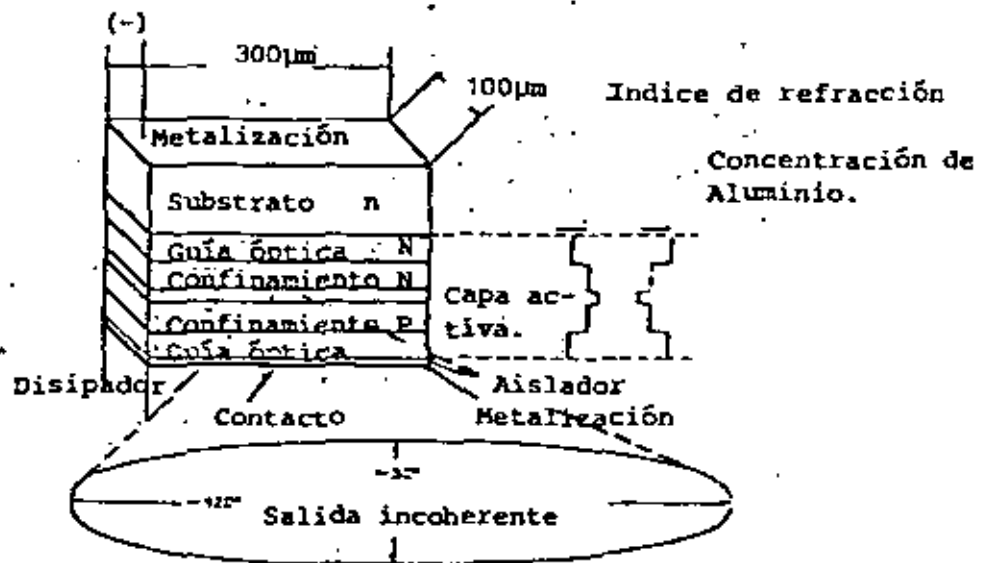 (-)
300μm
100μm
Indice de refracción
Metalización
Concentración de
Aluminio.
Substrato n
Guía óptica N
Confinamiento N
Capa ac-
tiva.
Confinamiento P
Guía óptica
Disipador
Aislador
Contacto
Metalización
Salida incoherente